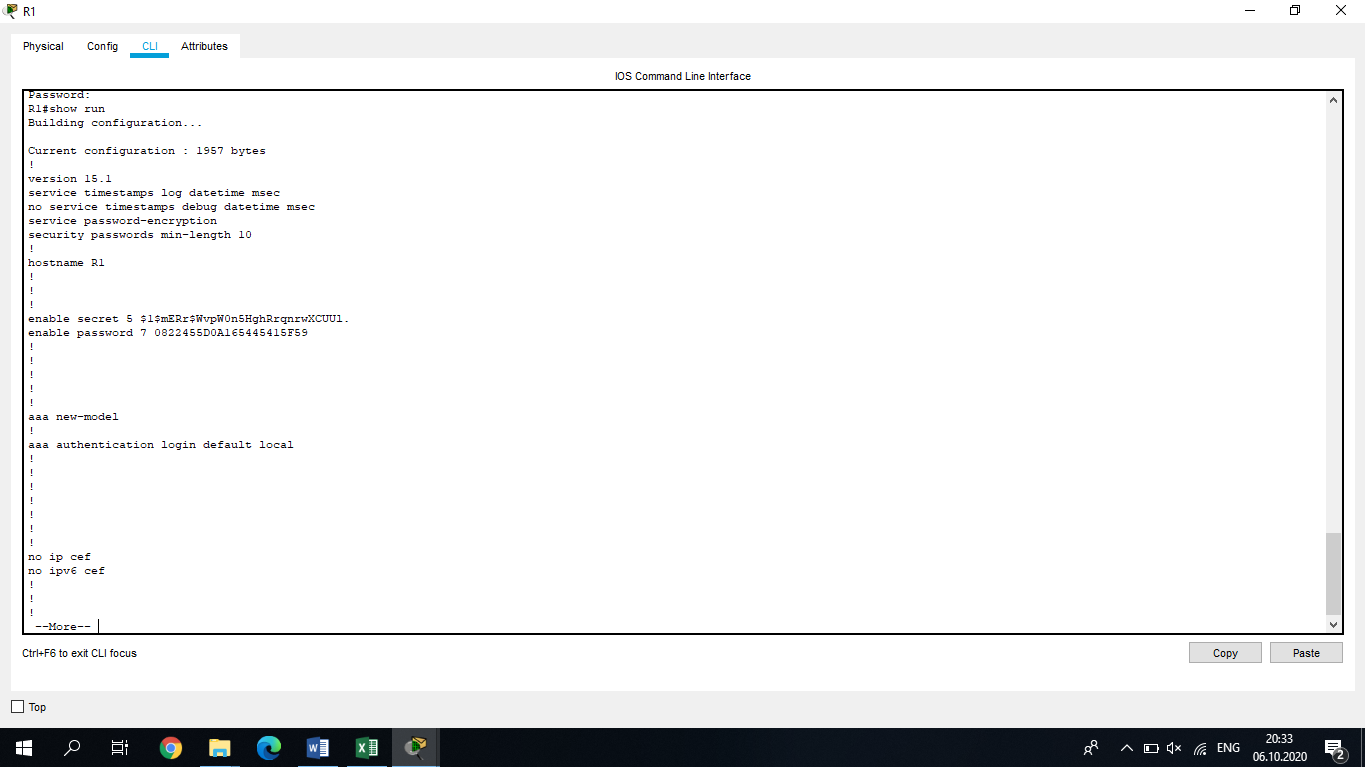 R1
Physical Config CLI Attributes
IOS Command Line Interface
Password:
R1#show run
Building configuration...
Current configuration : 1957 bytes
!
version 15.1
service timestamps log datetime msec
no service timestamps debug datetime msec
service password-encryption
security passwords min-length 10
!
hostname R1
!
!
!
enable secret 5 $1$mERr$WvpW0n5HghRrqnrwXCUUl.
enable password 7 0822455D0A165445415F59
!
!
!
!
!
aaa new-model
!
aaa authentication login default local
!
!
!
!
!
!
!
no ip cef
no ipv6 cef
!
!
!
--More--
Ctrl+F6 to exit CLI focus
Copy Paste
Top
ENG
20:33
06.10.2020
2